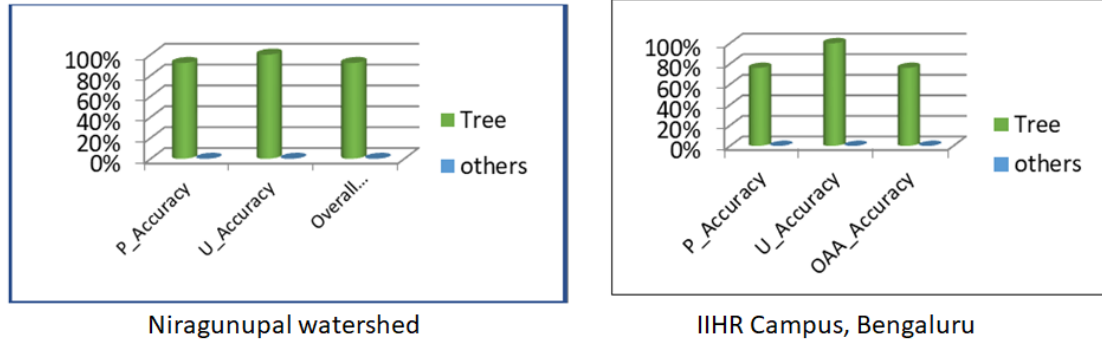 100%
80%
60%
40%
20%
0%
P_Accuracy
U_Accuracy
Overall...
Tree
others
Niragunupal watershed
100%
80%
60%
40%
20%
0%
P_Accuracy
U_Accuracy
OAA_Accuracy
Tree
others
IIHR Campus, Bengaluru